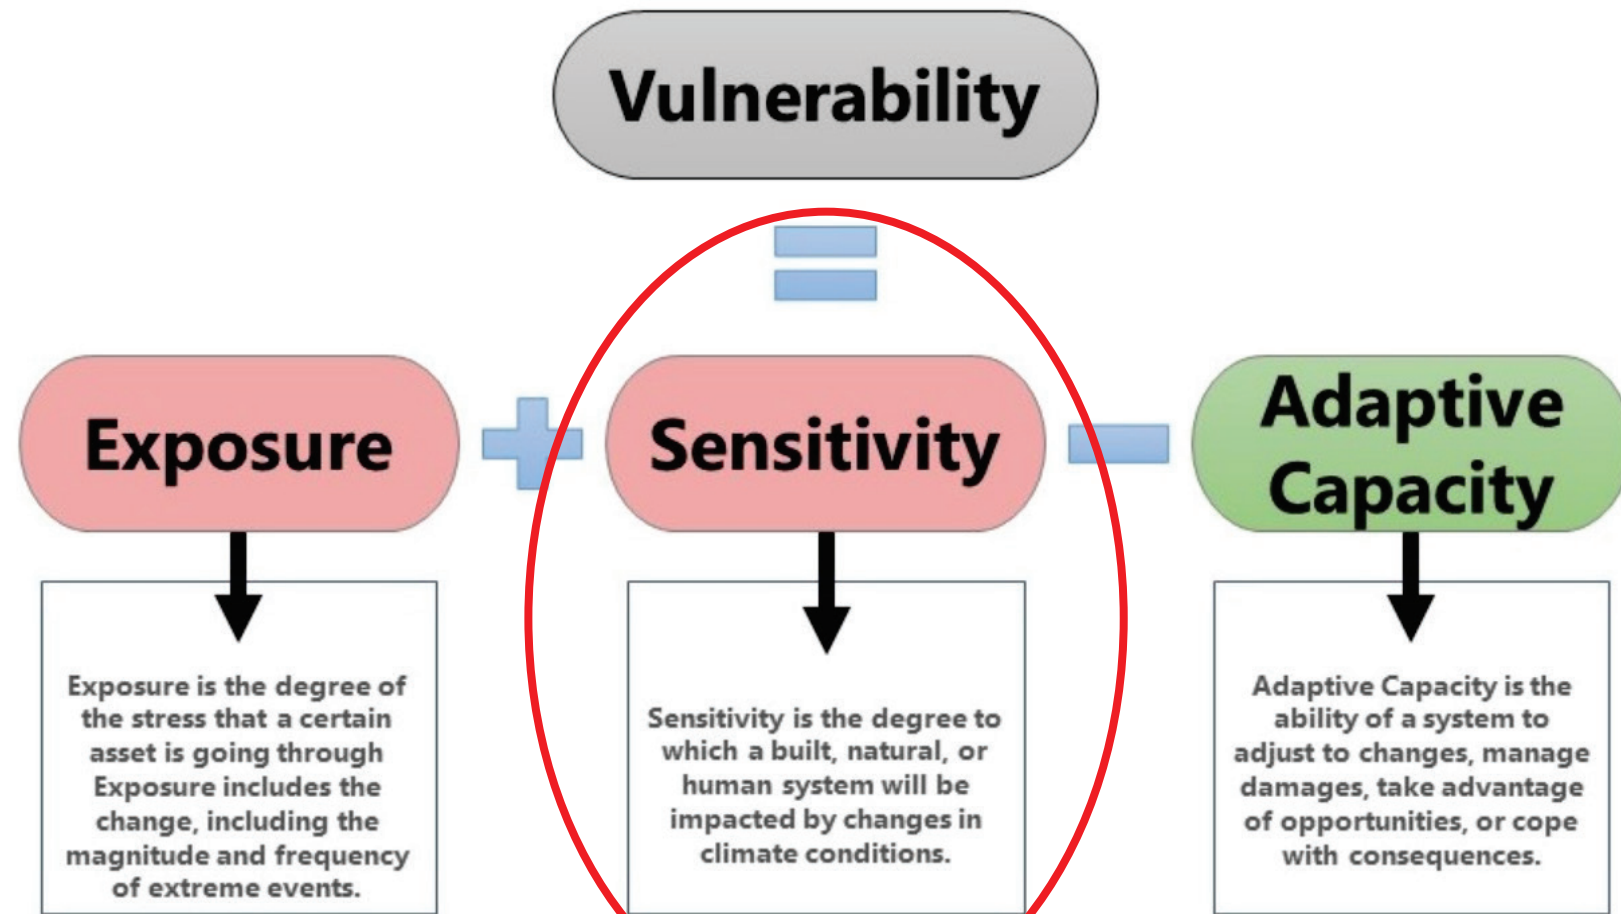 Vulnerability
Exposure
Sensitivity
Adaptive
Capacity
Exposure is the degree of
the stress that a certain
asset is going through
Exposure includes the
change, including the
magnitude and frequency
of extreme events.
Sensitivity is the degree to
which a built, natural, or
human system will be
impacted by changes in
climate conditions.
Adaptive Capacity is the
ability of a system to
adjust to changes, manage
damages, take advantage
of opportunities, or cope
with consequences.